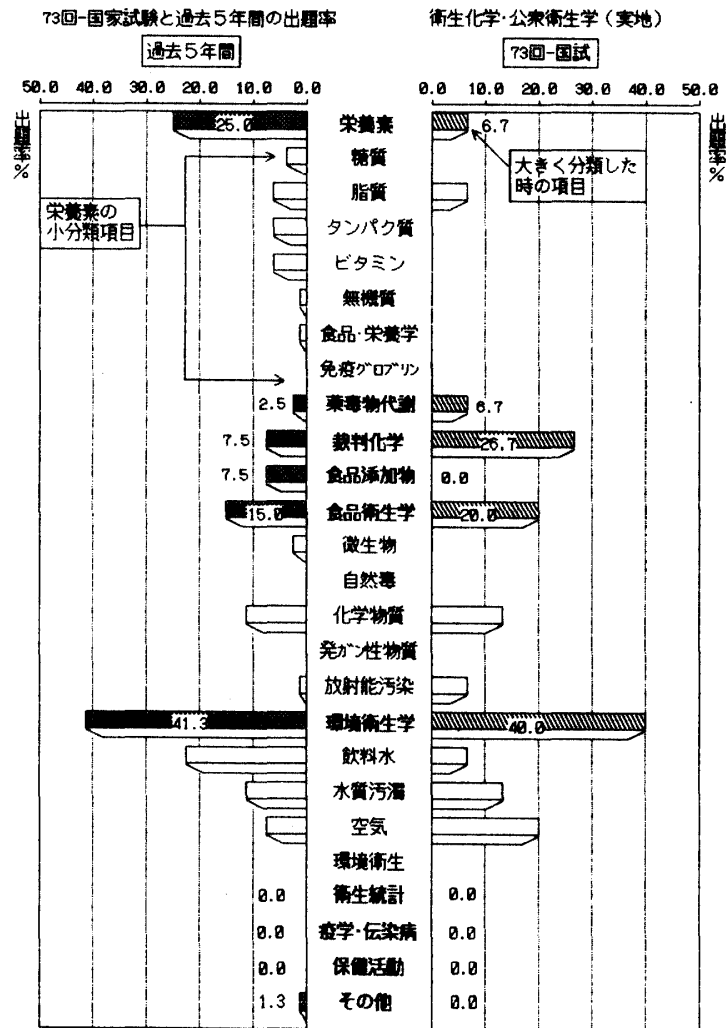 73回-国家試験と過去5年間の出題率
衛生化学・公衆衛生学(実地)
過去5年間
73回-国試
50.0 40.0 30.0 20.0 10.0 0.0
0.0 10.0 20.0 30.0 40.0 50.0
出題率%
出題率%
25.0 栄養素 6.7
糖質
大きく分類した
時の項目
脂質
栄養素の
小分類項目
タンパク質
ビタミン
無機質
食品・栄養学
免疫グロブリン
2.5 薬毒物代謝 6.7
7.5 裁判化学 26.7
7.5 食品添加物 0.0
15.0 食品衛生学 20.0
微生物
自然毒
化学物質
発ガン性物質
放射能汚染
41.3 環境衛生学 40.0
飲料水
水質汚濁
空気
環境衛生
0.0 衛生統計 0.0
0.0 疫学・伝染病 0.0
0.0 保健活動 0.0
1.3 その他 0.0